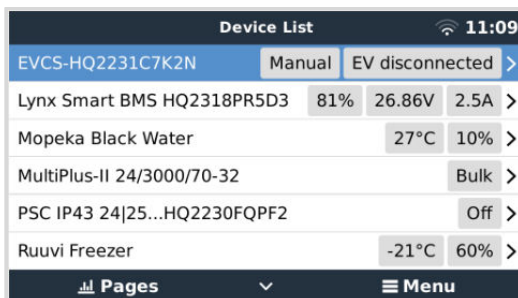 Device List 11:09
EVCS-HQ2231C7K2N Manual EV disconnected
Lynx Smart BMS HQ2318PR5D3 81% 26.86V 2.5A
Mopeka Black Water 27°C 10%
MultiPlus-II 24/3000/70-32 Bulk
PSC IP43 24|25...HQ2230FQPF2 Off
Ruuvi Freezer -21°C 60%
Pages Menu